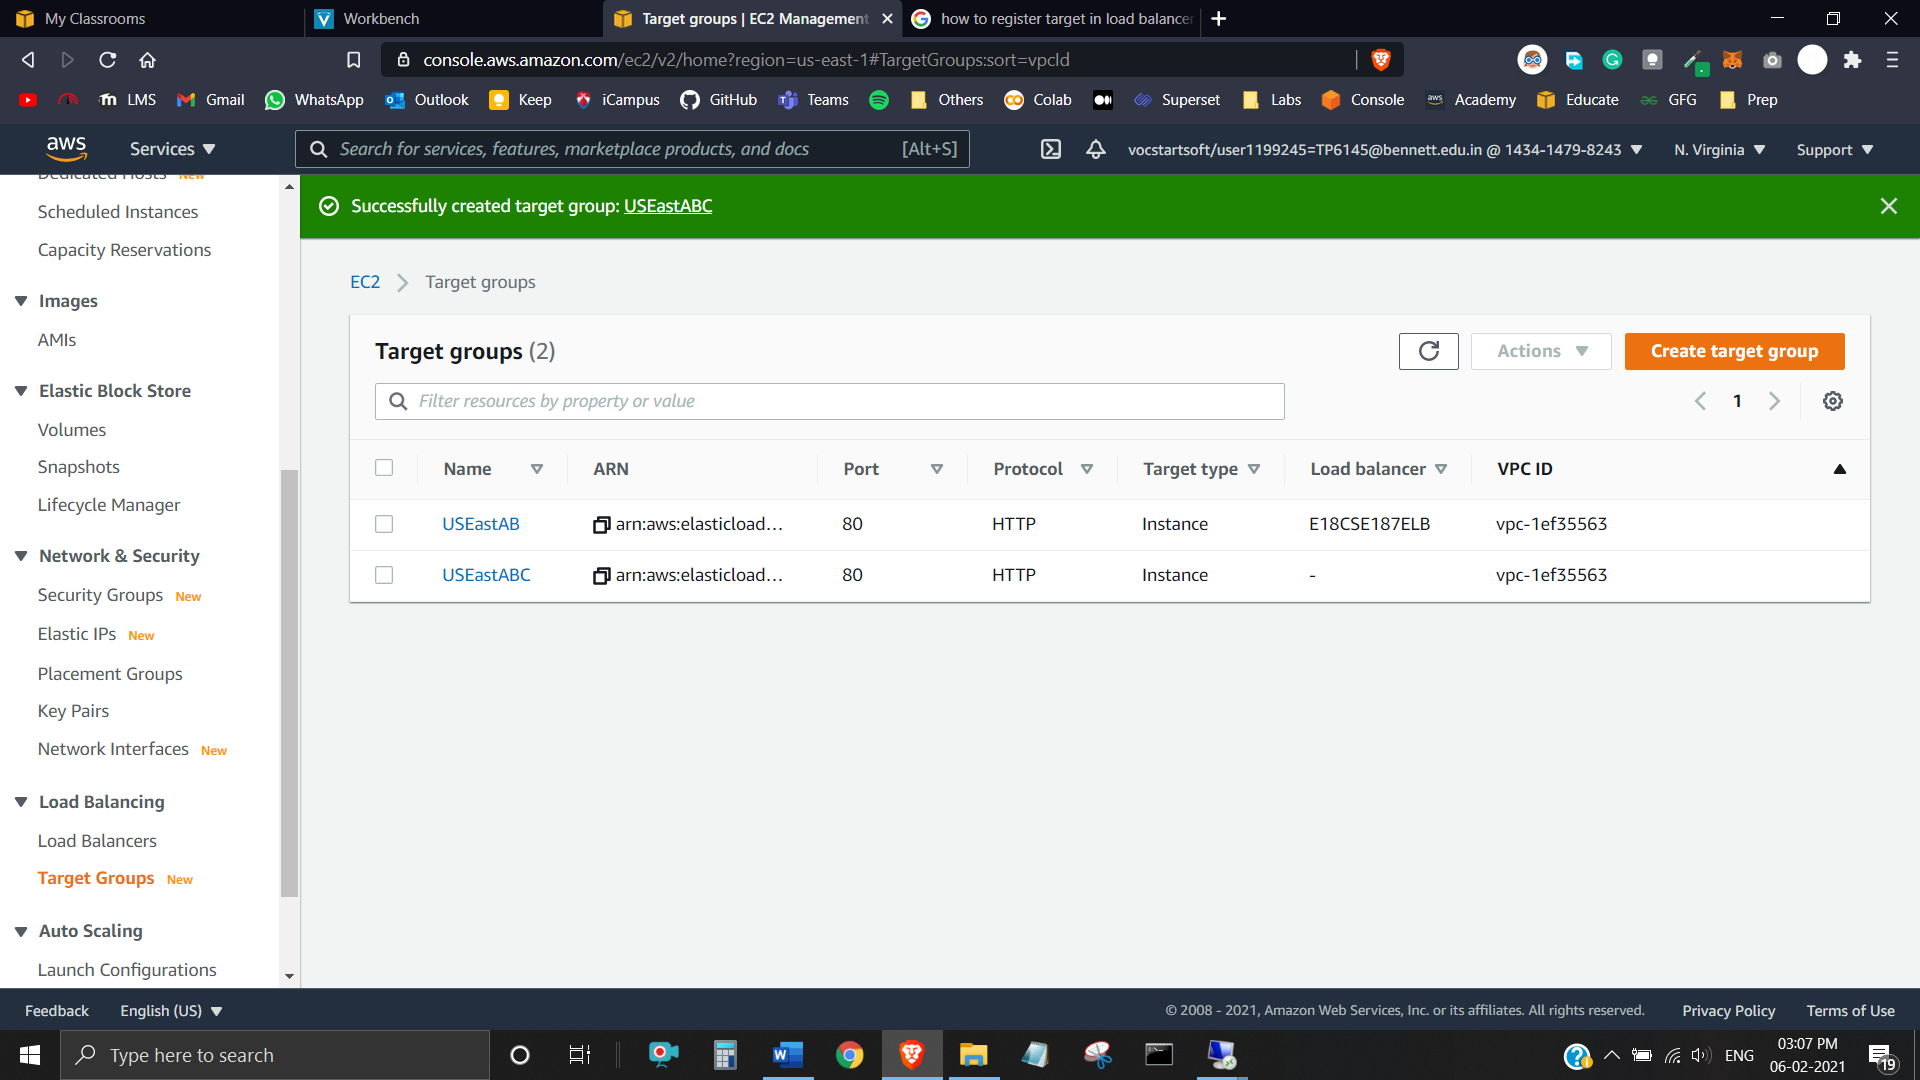 My Classrooms
Workbench
Target groups | EC2 Management
how to register target in load balancer
console.aws.amazon.com/ec2/v2/home?region=us-east-1#TargetGroups:sort=vpcId
LMS
Gmail
WhatsApp
Outlook
Keep
iCampus
GitHub
Teams
Others
Colab
Superset
Labs
Console
Academy
Educate
GFG
Prep
aws
Services
Search for services, features, marketplace products, and docs
[Alt+S]
vocstartsoft/user1199245=TP6145@bennett.edu.in @ 1434-1479-8243
N. Virginia
Support
Dedicated Hosts New
Scheduled Instances
Capacity Reservations
Images
AMIs
Elastic Block Store
Volumes
Snapshots
Lifecycle Manager
Network & Security
Security Groups New
Elastic IPs New
Placement Groups
Key Pairs
Network Interfaces New
Load Balancing
Load Balancers
Target Groups New
Auto Scaling
Launch Configurations
Successfully created target group: USEastABC
EC2 > Target groups
Target groups (2)
Actions
Create target group
Filter resources by property or value
1
Name ARN Port Protocol Target type Load balancer VPC ID
USEastAB arn:aws:elasticload... 80 HTTP Instance E18CSE187ELB vpc-1ef35563
USEastABC arn:aws:elasticload... 80 HTTP Instance - vpc-1ef35563
Feedback
English (US)
© 2008 - 2021, Amazon Web Services, Inc. or its affiliates. All rights reserved.
Privacy Policy
Terms of Use
Type here to search
ENG
03:07 PM
06-02-2021
19